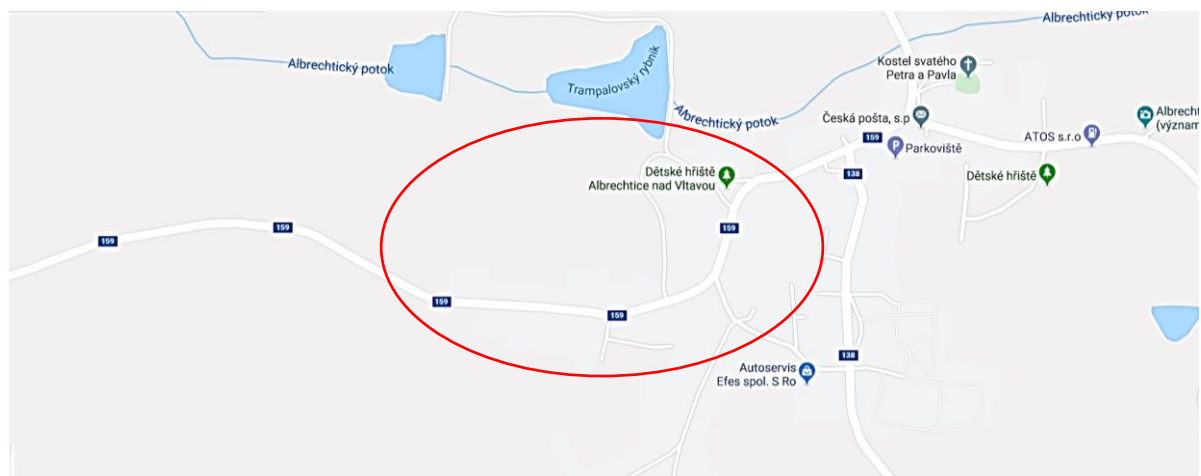 Albrechtický potok
Albrechtický potok
Trampalovský rybník
Albrechtický potok
Kostel svatého
Petra a Pavla
Česká pošta, s.p
159
Parkoviště
ATOS s.r.o
Albrecht
(význam
Dětské hřiště
Albrechtice nad Vltavou
138
Dětské hřiště
159
159
159
159
159
138
Autoservis
Efes spol. S Ro